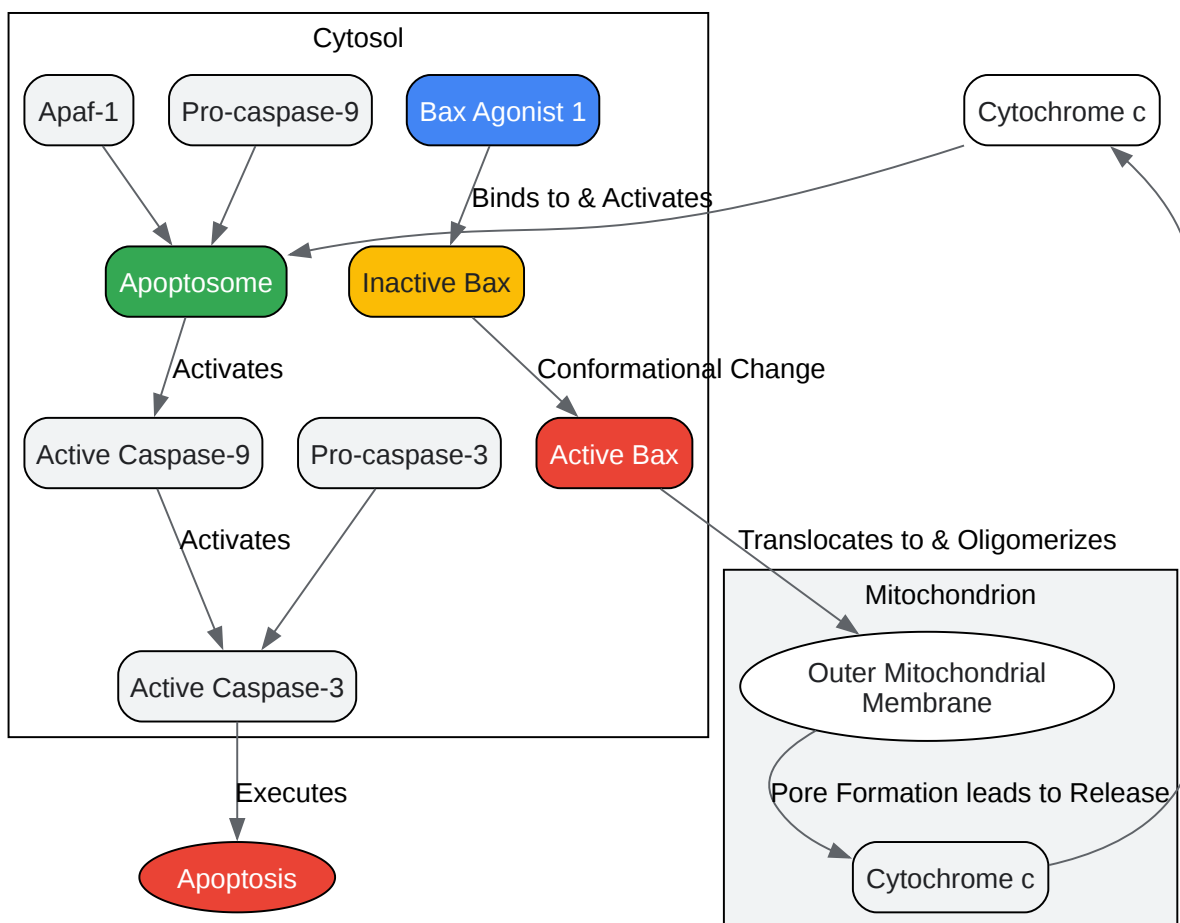 Cytosol
Apaf-1
Pro-caspase-9
Bax Agonist 1
Cytochrome c
Binds to & Activates
Apoptosome
Inactive Bax
Activates
Conformational Change
Active Caspase-9
Pro-caspase-3
Active Bax
Activates
Translocates to & Oligomerizes
Mitochondrion
Active Caspase-3
Outer Mitochondrial
Membrane
Executes
Pore Formation leads to Release
Apoptosis
Cytochrome c